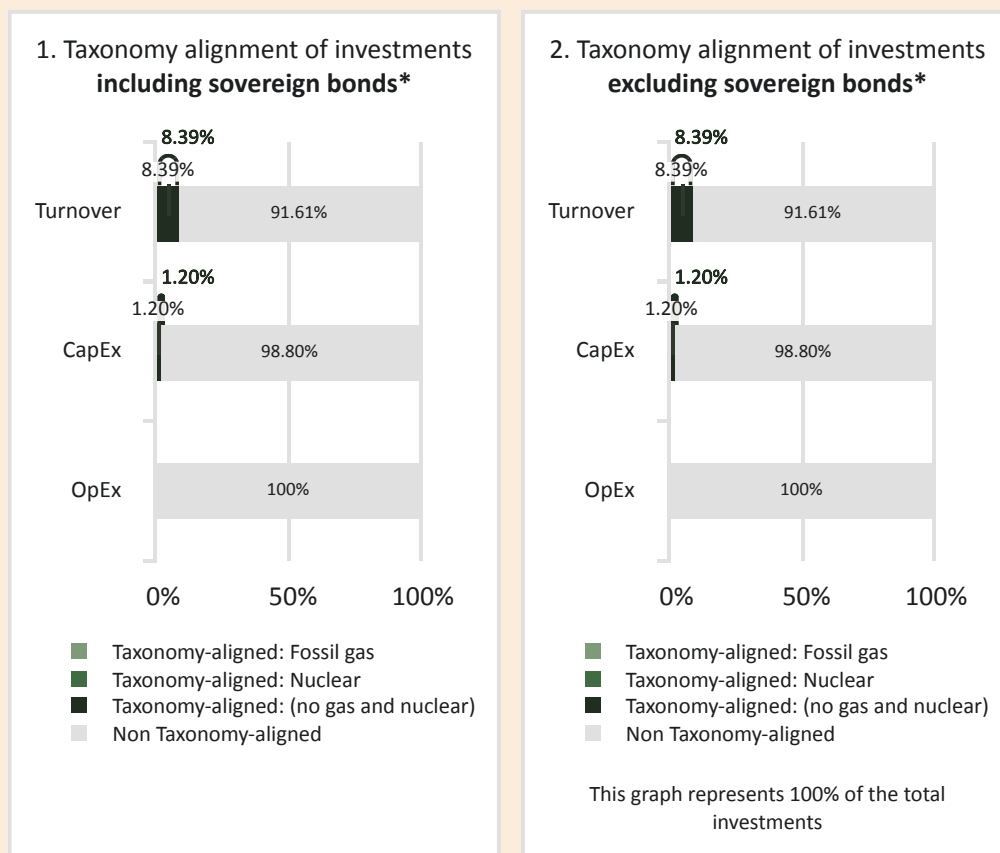 1. Taxonomy alignment of investments
including sovereign bonds*
8.39%
8.39%
Turnover
91.61%
1.20%
1.20%
CapEx
98.80%
OpEx
100%
0% 50% 100%
Taxonomy-aligned: Fossil gas
Taxonomy-aligned: Nuclear
Taxonomy-aligned: (no gas and nuclear)
Non Taxonomy-aligned
2. Taxonomy alignment of investments
excluding sovereign bonds*
8.39%
8.39%
Turnover
91.61%
1.20%
1.20%
CapEx
98.80%
OpEx
100%
0% 50% 100%
Taxonomy-aligned: Fossil gas
Taxonomy-aligned: Nuclear
Taxonomy-aligned: (no gas and nuclear)
Non Taxonomy-aligned
This graph represents 100% of the total
investments